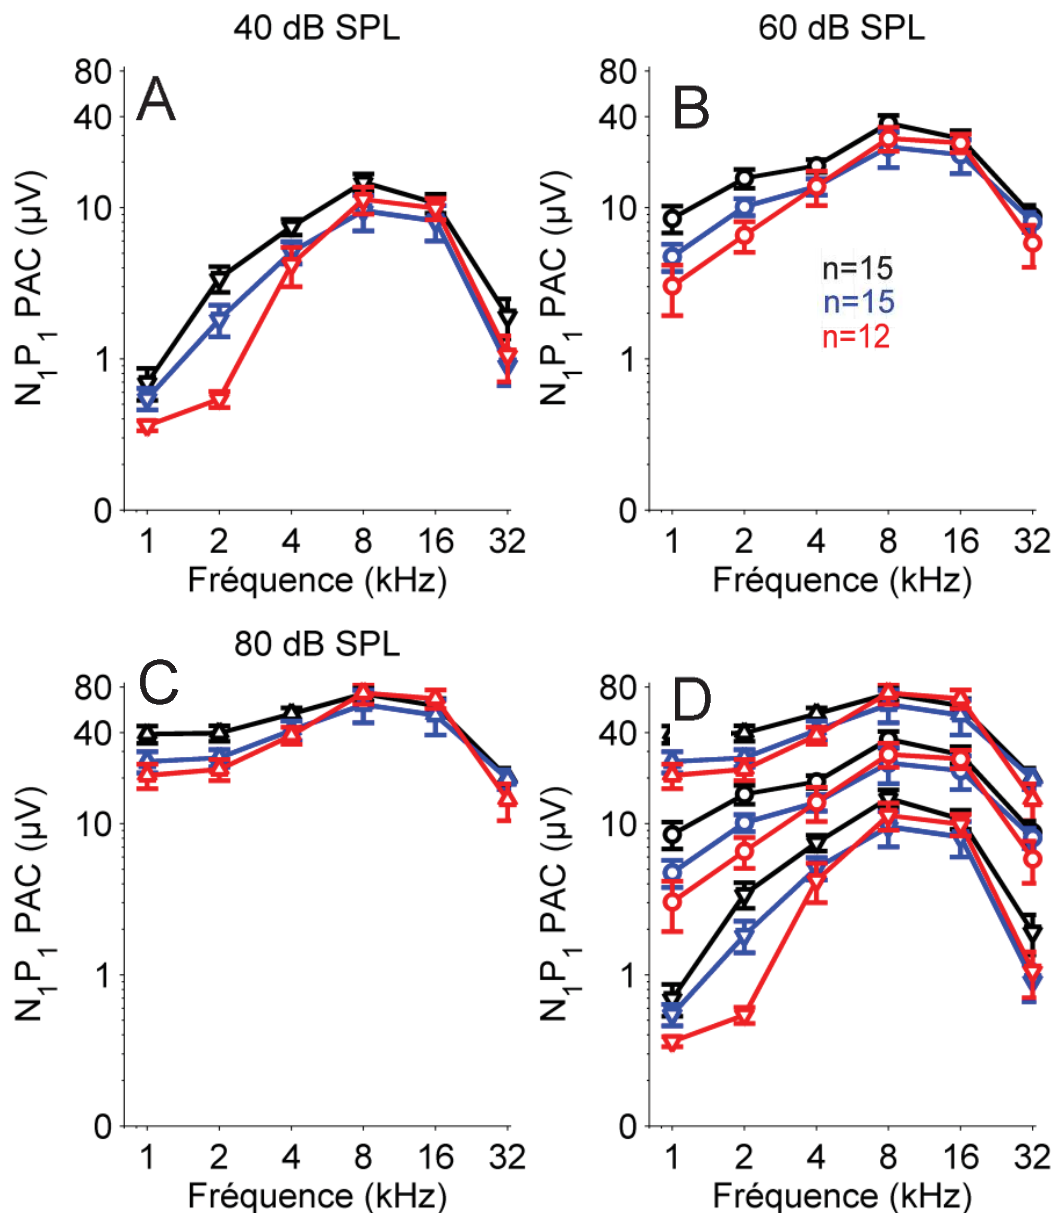 40 dB SPL
60 dB SPL
A
80
40
10
1
0
N₁P₁ PAC (µV)
1 2 4 8 16 32
Fréquence (kHz)
B
80
40
10
1
0
N₁P₁ PAC (µV)
n=15
n=15
n=12
1 2 4 8 16 32
Fréquence (kHz)
80 dB SPL
C
80
40
10
1
0
N₁P₁ PAC (µV)
1 2 4 8 16 32
Fréquence (kHz)
D
80
40
10
1
0
N₁P₁ PAC (µV)
1 2 4 8 16 32
Fréquence (kHz)